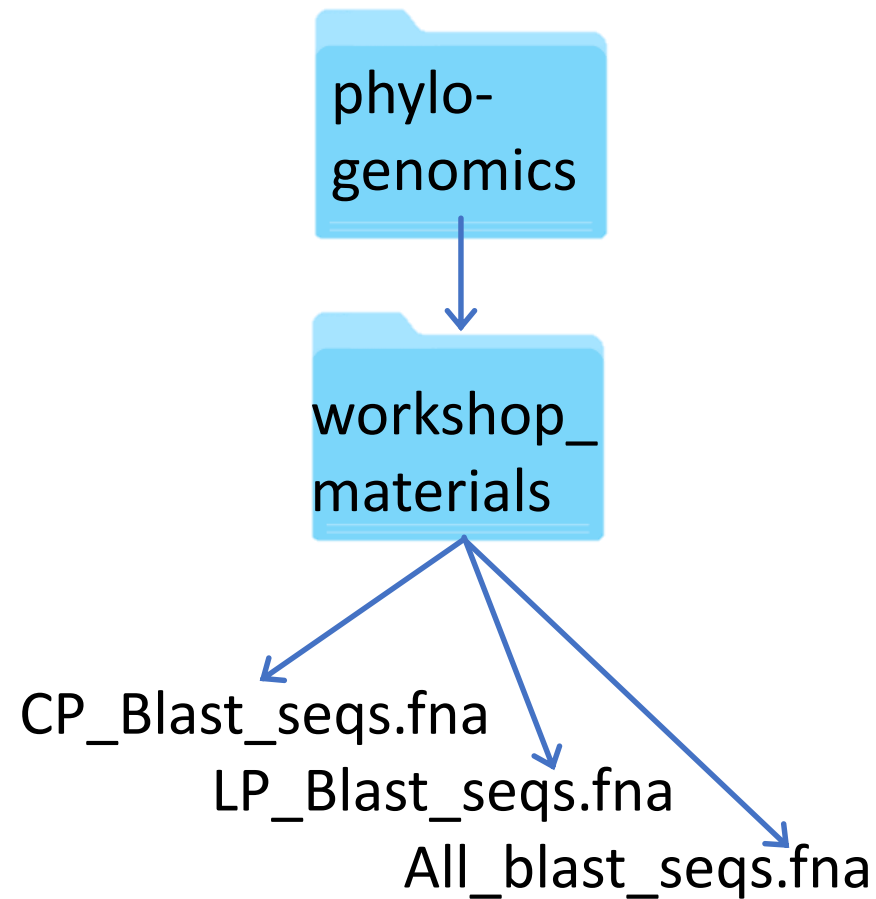 phylo-
genomics
workshop_
materials
CP_Blast_seqs.fna
LP_Blast_seqs.fna
All_blast_seqs.fna